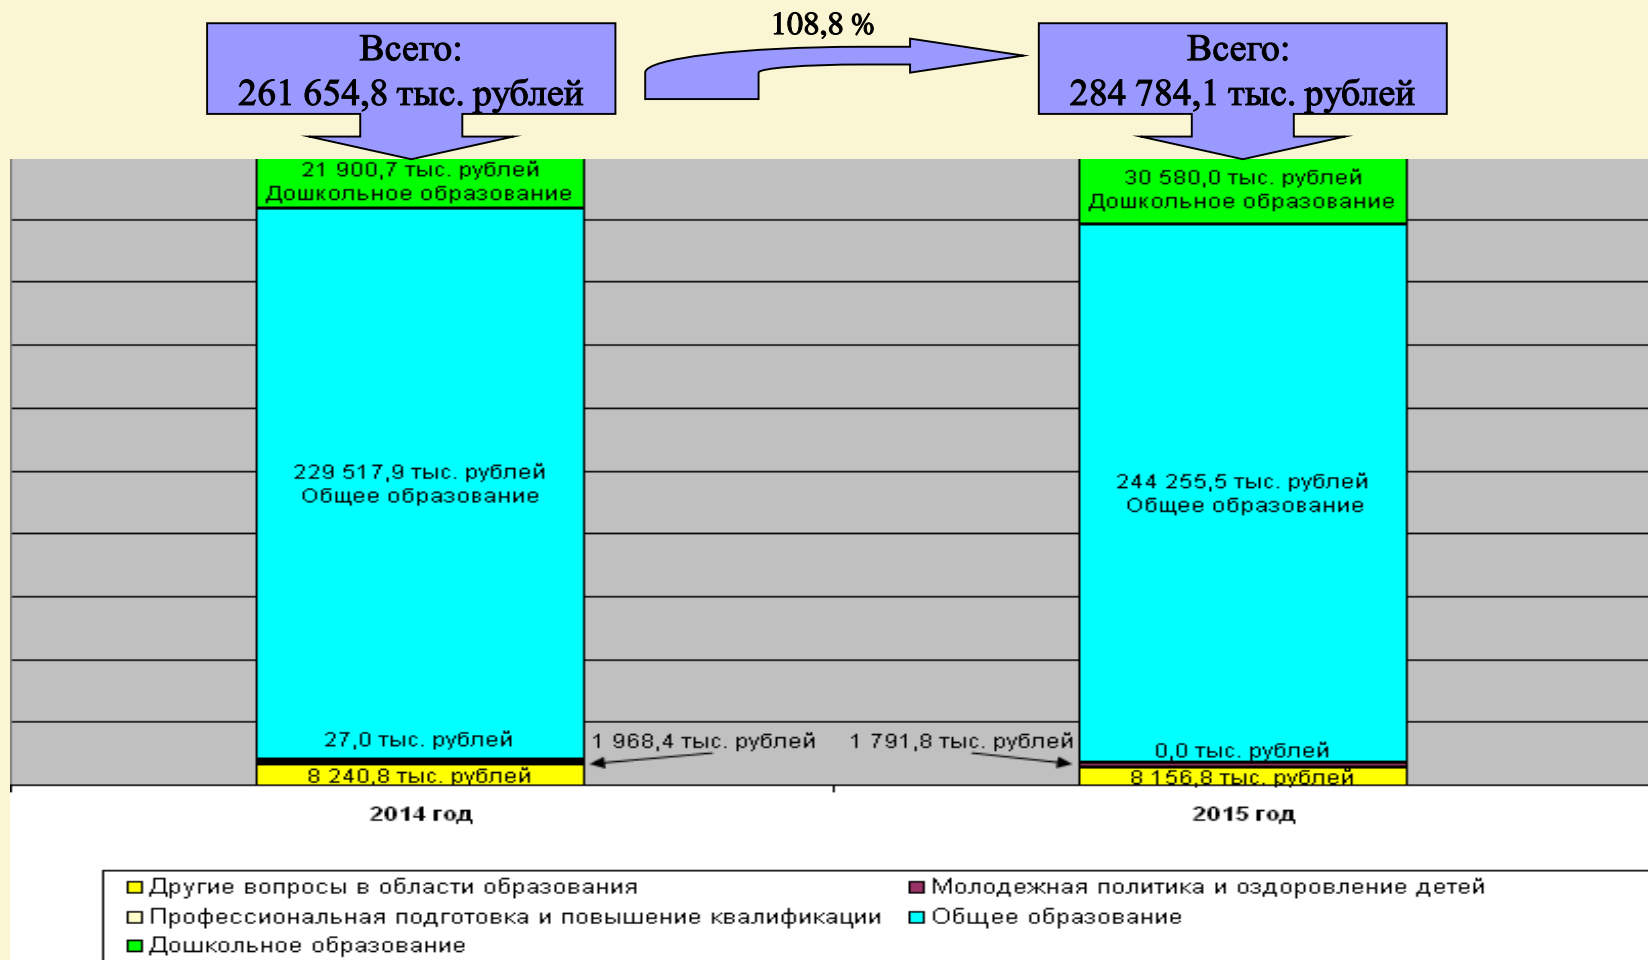 108,8 %
Всего:
261 654,8 тыс. рублей
Всего:
284 784,1 тыс. рублей
21 900,7 тыс. рублей
Дошкольное образование
30 580,0 тыс. рублей
Дошкольное образование
229 517,9 тыс. рублей
Общее образование
244 255,5 тыс. рублей
Общее образование
27,0 тыс. рублей
1 968,4 тыс. рублей
1 791,8 тыс. рублей
0,0 тыс. рублей
8 240,8 тыс. рублей
8 156,8 тыс. рублей
2014 год
2015 год
Другие вопросы в области образования
Молодежная политика и оздоровление детей
Профессиональная подготовка и повышение квалификации
Общее образование
Дошкольное образование